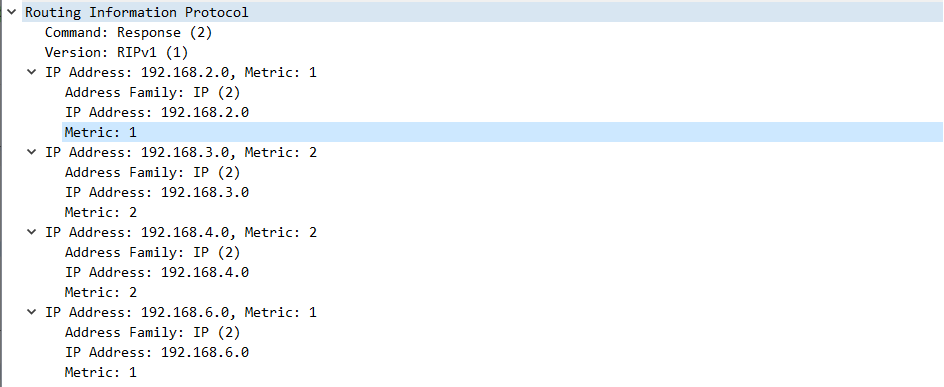 Routing Information Protocol
Command: Response (2)
Version: RIPv1 (1)
IP Address: 192.168.2.0, Metric: 1
Address Family: IP (2)
IP Address: 192.168.2.0
Metric: 1
IP Address: 192.168.3.0, Metric: 2
Address Family: IP (2)
IP Address: 192.168.3.0
Metric: 2
IP Address: 192.168.4.0, Metric: 2
Address Family: IP (2)
IP Address: 192.168.4.0
Metric: 2
IP Address: 192.168.6.0, Metric: 1
Address Family: IP (2)
IP Address: 192.168.6.0
Metric: 1